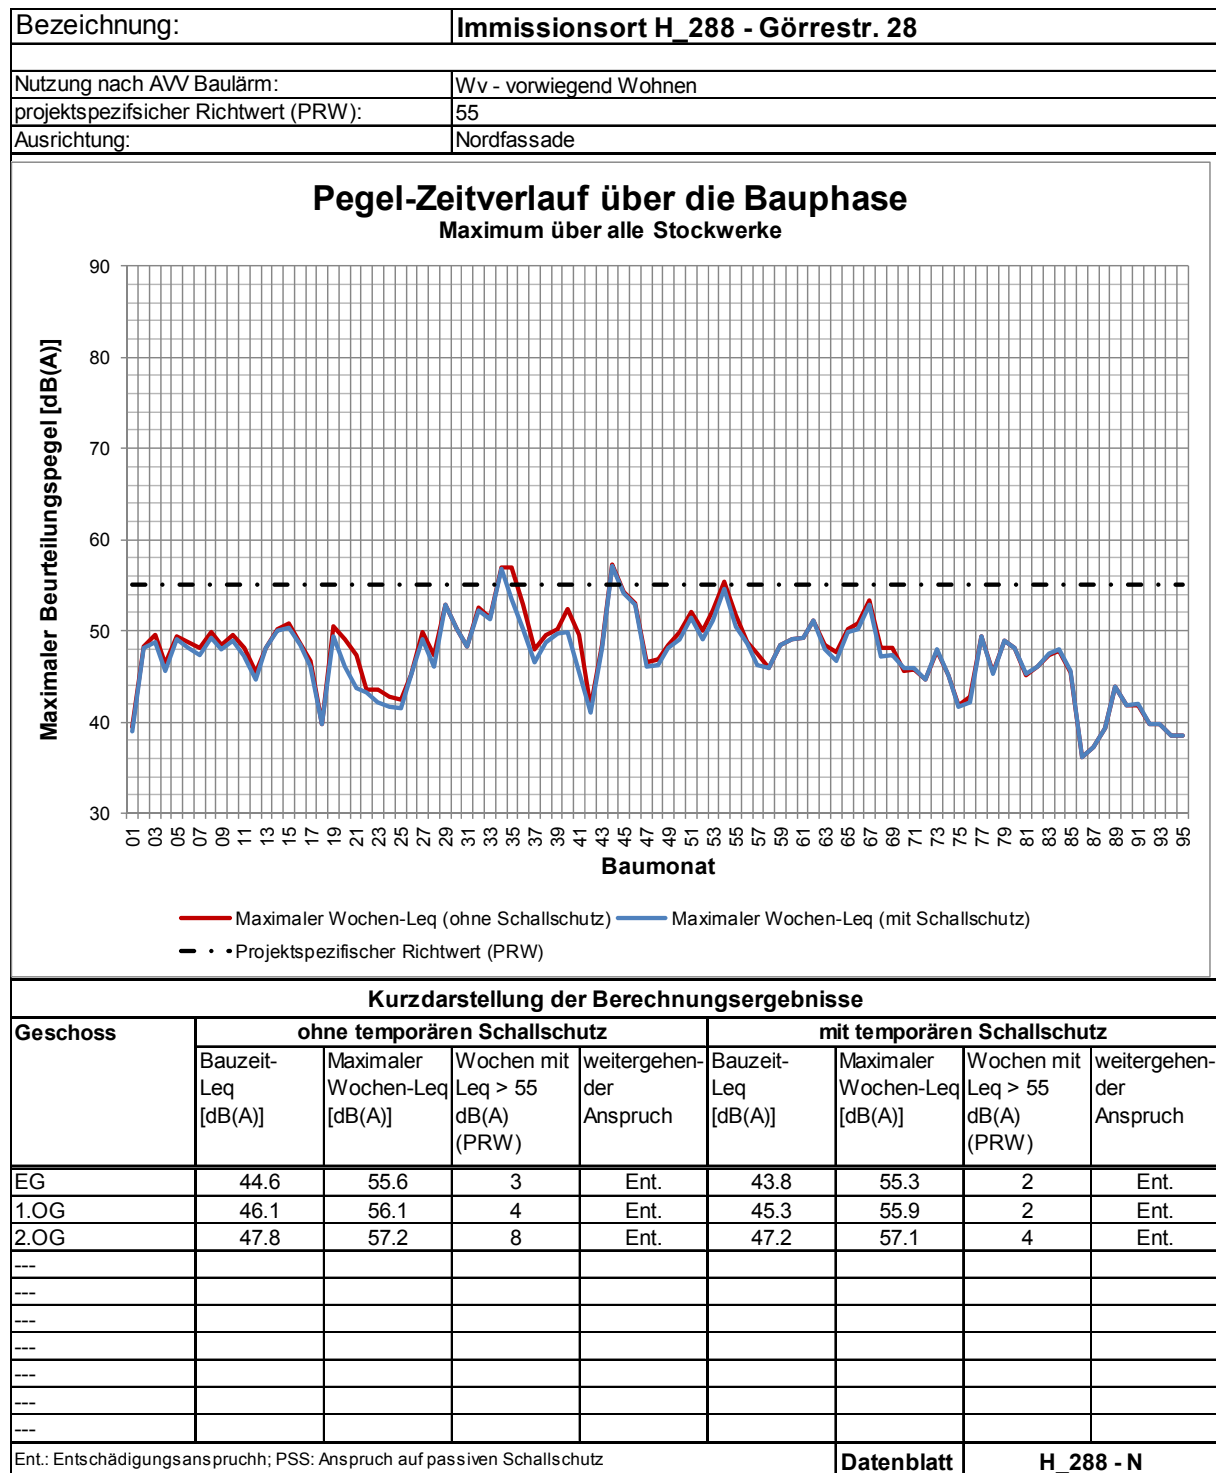 Bezeichnung: Immissionsort H_288 - Görrestr. 28
Nutzung nach AVV Baulärm: Wv - vorwiegend Wohnen
projektspezifsicher Richtwert (PRW): 55
Ausrichtung: Nordfassade
Pegel-Zeitverlauf über die Bauphase
Maximum über alle Stockwerke
Maximaler Beurteilungspegel [dB(A)]
90
80
70
60
50
40
30
01 03 05 07 09 11 13 15 17 19 21 23 25 27 29 31 33 35 37 39 41 43 45 47 49 51 53 55 57 59 61 63 65 67 69 71 73 75 77 79 81 83 85 87 89 91 93 95
Baumonat
Maximaler Wochen-Leq (ohne Schallschutz) Maximaler Wochen-Leq (mit Schallschutz)
Projektspezifischer Richtwert (PRW)
Kurzdarstellung der Berechnungsergebnisse
Geschoss ohne temporären Schallschutz mit temporären Schallschutz
Bauzeit- Maximaler Wochen mit weitergehen- Bauzeit- Maximaler Wochen mit weitergehen-
Leq Wochen-Leq Leq > 55 der Leq Wochen-Leq Leq > 55 der
[dB(A)] [dB(A)] dB(A) Anspruch [dB(A)] [dB(A)] dB(A) Anspruch
(PRW) (PRW)
EG 44.6 55.6 3 Ent. 43.8 55.3 2 Ent.
1.OG 46.1 56.1 4 Ent. 45.3 55.9 2 Ent.
2.OG 47.8 57.2 8 Ent. 47.2 57.1 4 Ent.
---
---
---
---
---
---
---
Ent.: Entschädigungsanspruchh; PSS: Anspruch auf passiven Schallschutz Datenblatt H_288 - N